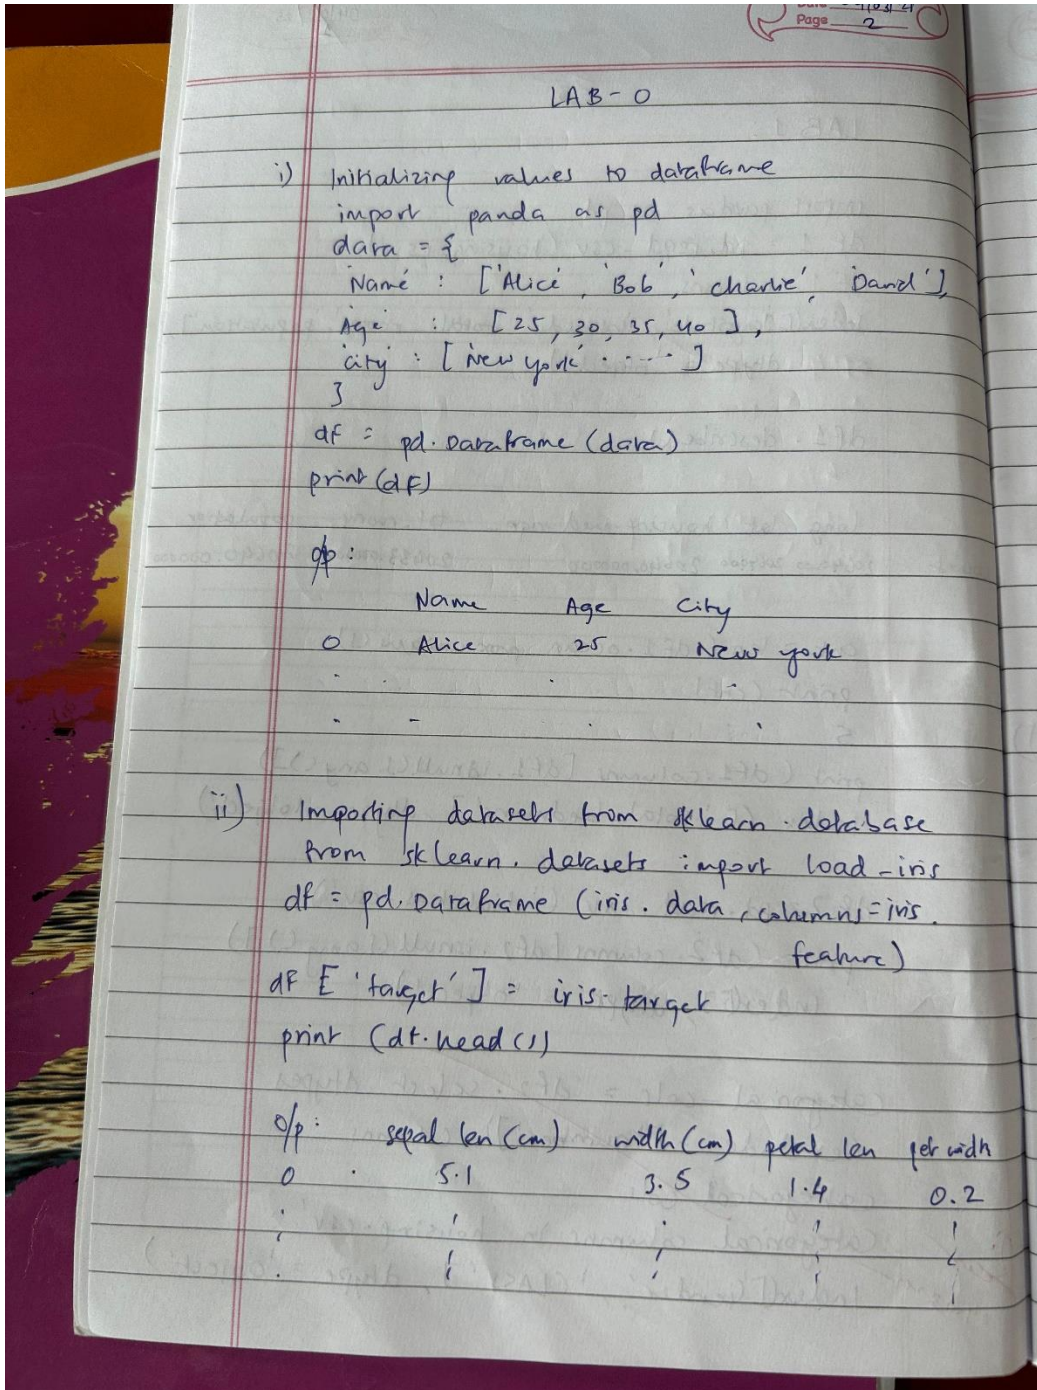 Page 2
LAB-0
i) Initializing values to dataframe
import panda as pd
data = {
'Name' : ['Alice', 'Bob', 'charlie', 'David'],
'Age' : [25, 30, 35, 40],
'city' : ['New york' . ....]
}
df = pd.Dataframe (data)
print (df)
o/p :
Name Age City
0 Alice 25 New york
. . .
. - . .
ii) Importing datasets from sklearn.database
from sklearn.datasets import load-iris
df = pd.Dataframe (iris.data, columns=iris.
feature)
df ['target'] = iris.target
print (df.head())
o/p: sepal len (cm) width (cm) petal len pet width
0 . 5.1 3.5 1.4 0.2